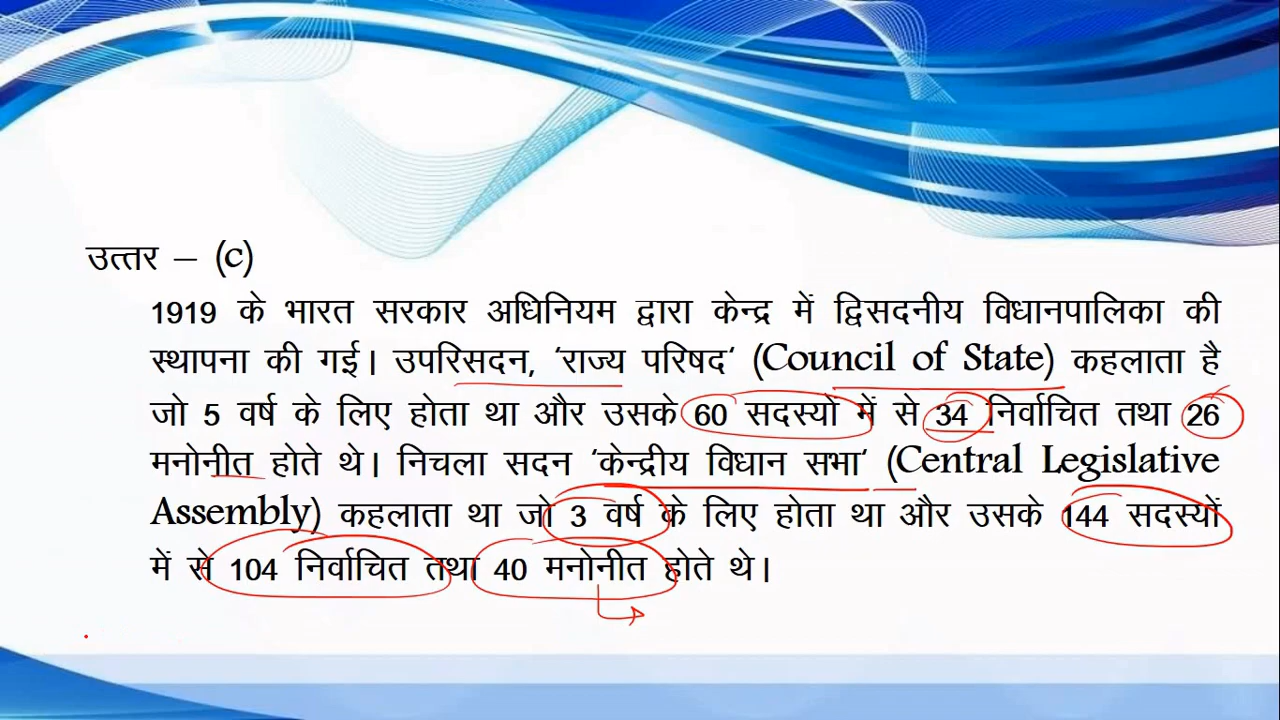 उत्तर – (c)
1919 के भारत सरकार अधिनियम द्वारा केन्द्र में द्विसदनीय विधानपालिका की
स्थापना की गई। उपरिसदन, 'राज्य परिषद' (Council of State) कहलाता है
जो 5 वर्ष के लिए होता था और उसके 60 सदस्यों में से 34 निर्वाचित तथा 26
मनोनीत होते थे। निचला सदन 'केन्द्रीय विधान सभा' (Central Legislative
Assembly) कहलाता था जो 3 वर्ष के लिए होता था और उसके 144 सदस्यों
में से 104 निर्वाचित तथा 40 मनोनीत होते थे।